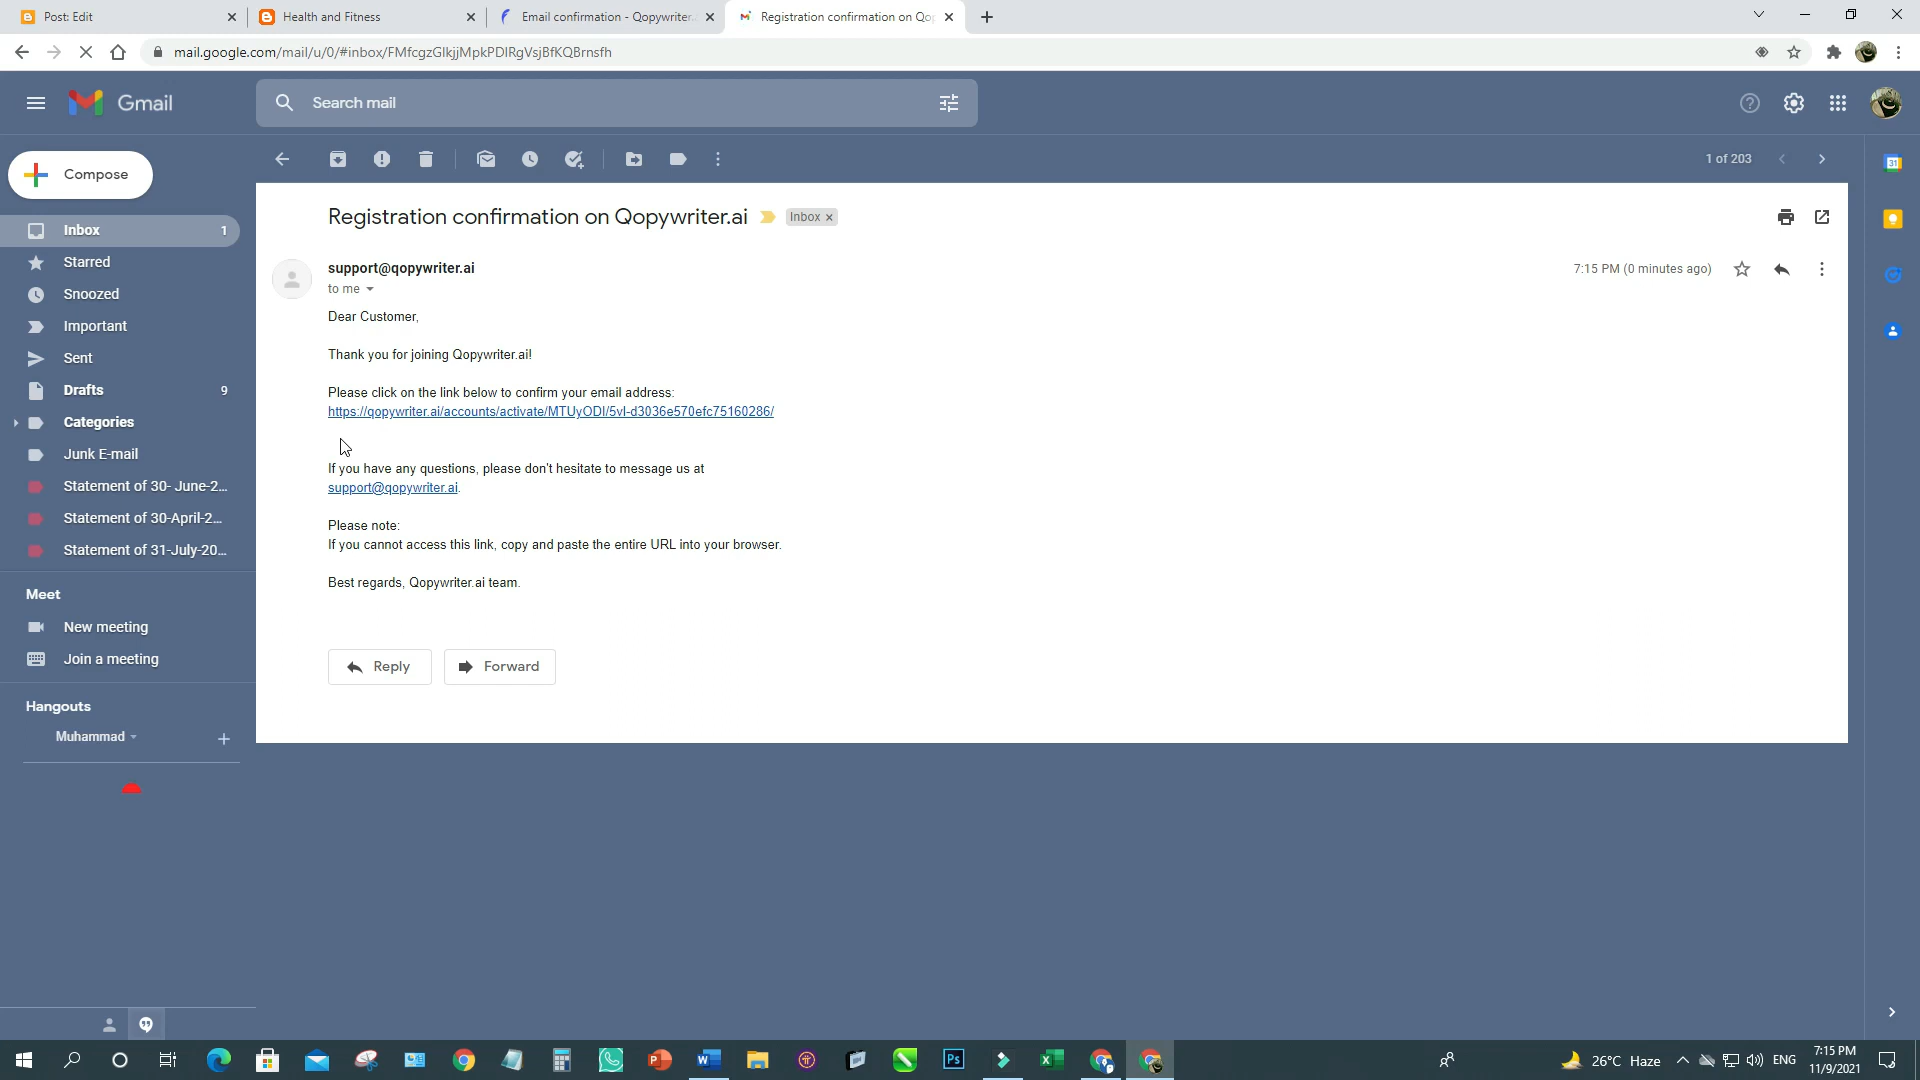 Post: Edit
Health and Fitness
Email confirmation - Qopywriter.
Registration confirmation on Qo
mail.google.com/mail/u/0/#inbox/FMfcgzGlkjjMpkPDlRgVsjBfKQBrnsfh
Gmail
Search mail
Compose
1 of 203
31
Registration confirmation on Qopywriter.ai
Inbox ×
Inbox 1
Starred
Snoozed
Important
Sent
Drafts 9
Categories
Junk E-mail
Statement of 30- June-2...
Statement of 30-April-2...
Statement of 31-July-20...
Meet
New meeting
Join a meeting
Hangouts
Muhammad
support@qopywriter.ai
7:15 PM (0 minutes ago)
to me
Dear Customer,
Thank you for joining Qopywriter.ai!
Please click on the link below to confirm your email address:
https://qopywriter.ai/accounts/activate/MTUyODI/5vl-d3036e570efc75160286/
If you have any questions, please don't hesitate to message us at
support@qopywriter.ai.
Please note:
If you cannot access this link, copy and paste the entire URL into your browser.
Best regards, Qopywriter.ai team.
Reply
Forward
Ps
26°C Haze
ENG
7:15 PM
11/9/2021